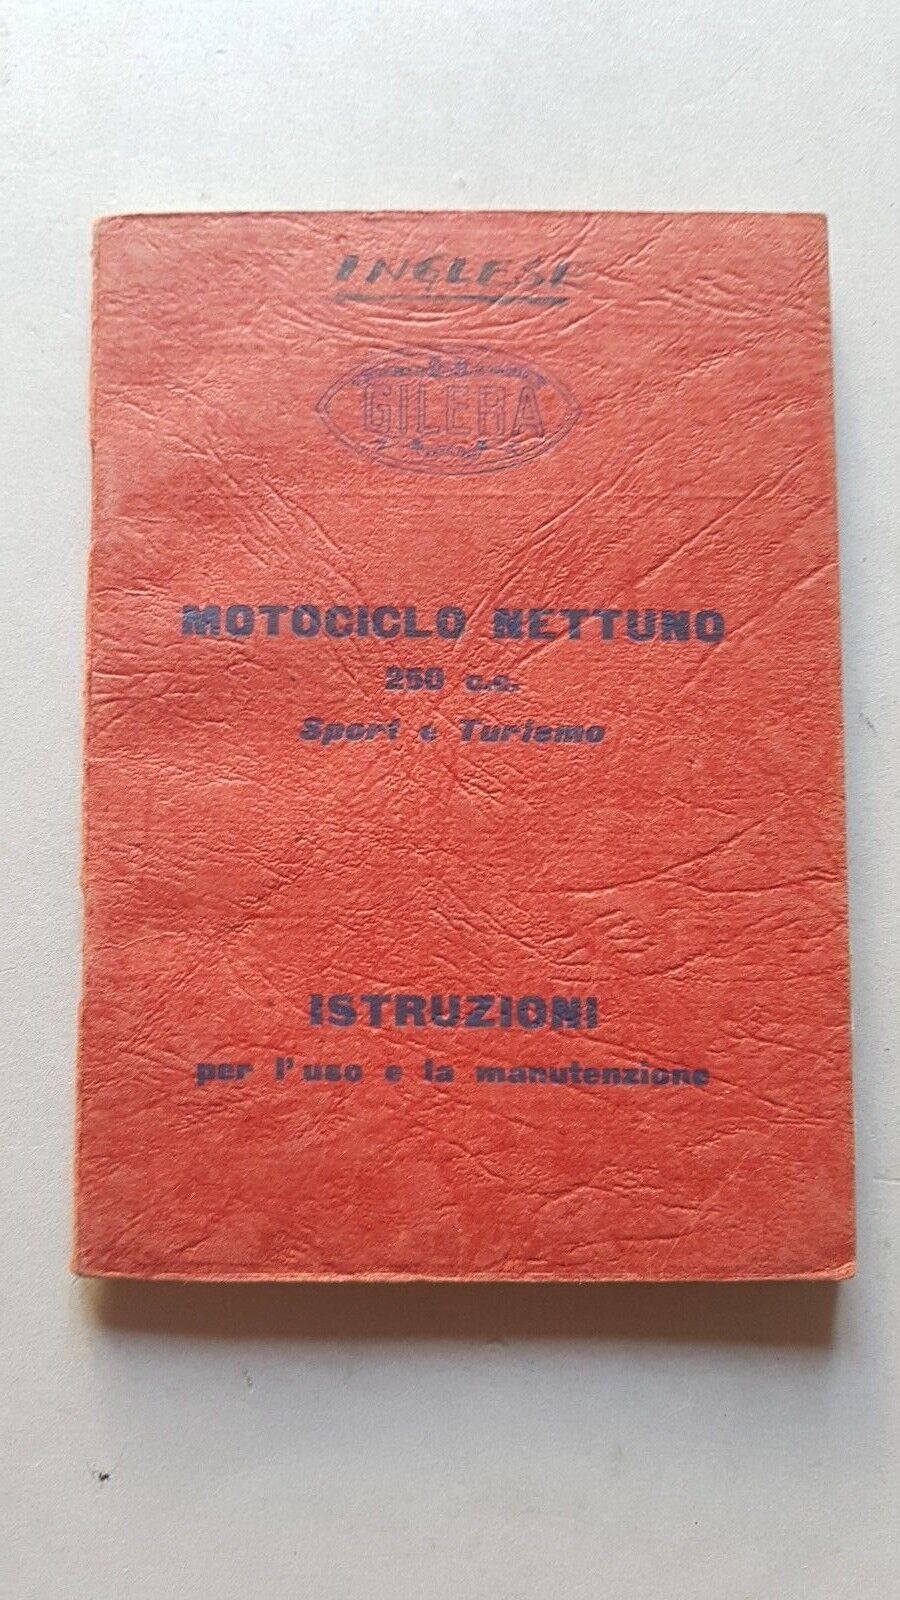 INGLESE
GILERA
MOTOCICLO NETTUNO
250 c.c.
Sport e Turismo
ISTRUZIONI
per l'uso e la manutenzione